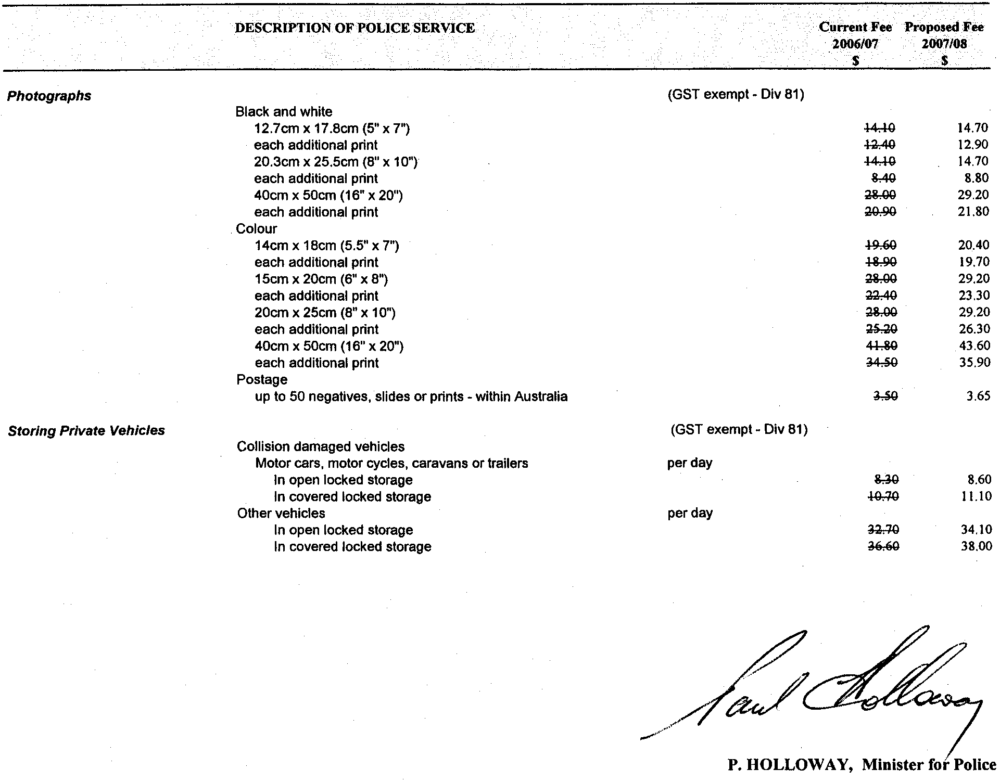 DESCRIPTION OF POLICE SERVICE Current Fee Proposed Fee
2006/07 2007/08
$ $
Photographs (GST exempt - Div 81)
Black and white
12.7cm x 17.8cm (5" x 7") 14.10 14.70
each additional print 12.40 12.90
20.3cm x 25.5cm (8" x 10") 14.10 14.70
each additional print 8.40 8.80
40cm x 50cm (16" x 20") 28.00 29.20
each additional print 20.90 21.80
Colour
14cm x 18cm (5.5" x 7") 19.60 20.40
each additional print 18.90 19.70
15cm x 20cm (6" x 8") 28.00 29.20
each additional print 22.40 23.30
20cm x 25cm (8" x 10") 28.00 29.20
each additional print 25.20 26.30
40cm x 50cm (16" x 20") 41.80 43.60
each additional print 34.50 35.90
Postage
up to 50 negatives, slides or prints - within Australia 3.50 3.65
Storing Private Vehicles (GST exempt - Div 81)
Collision damaged vehicles
Motor cars, motor cycles, caravans or trailers per day
In open locked storage 8.30 8.60
In covered locked storage 10.70 11.10
Other vehicles per day
In open locked storage 32.70 34.10
In covered locked storage 36.60 38.00
Paul Holloway
P. HOLLOWAY, Minister for Police